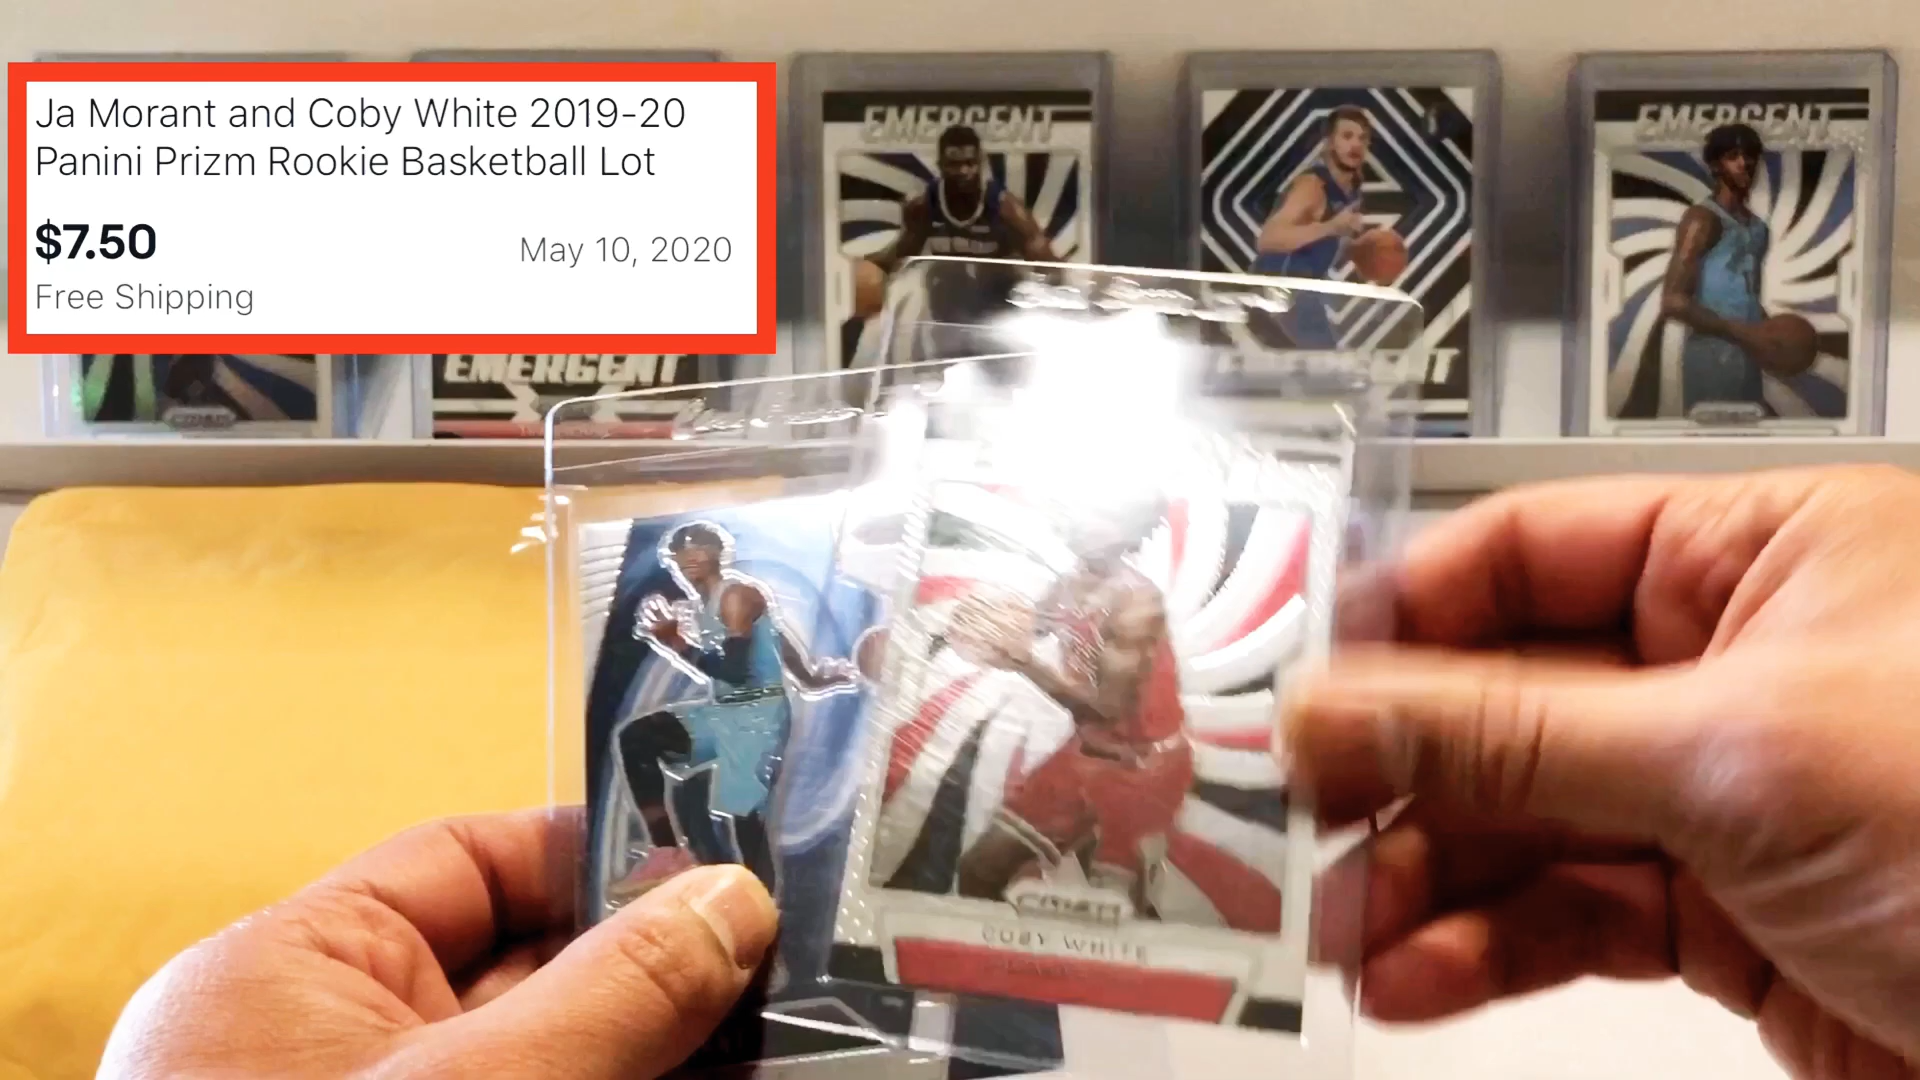 Ja Morant and Coby White 2019-20
Panini Prizm Rookie Basketball Lot
$7.50
May 10, 2020
Free Shipping
EMERGENT
EMERGENT
EMERGENT
PRIZM
COBY WHITE